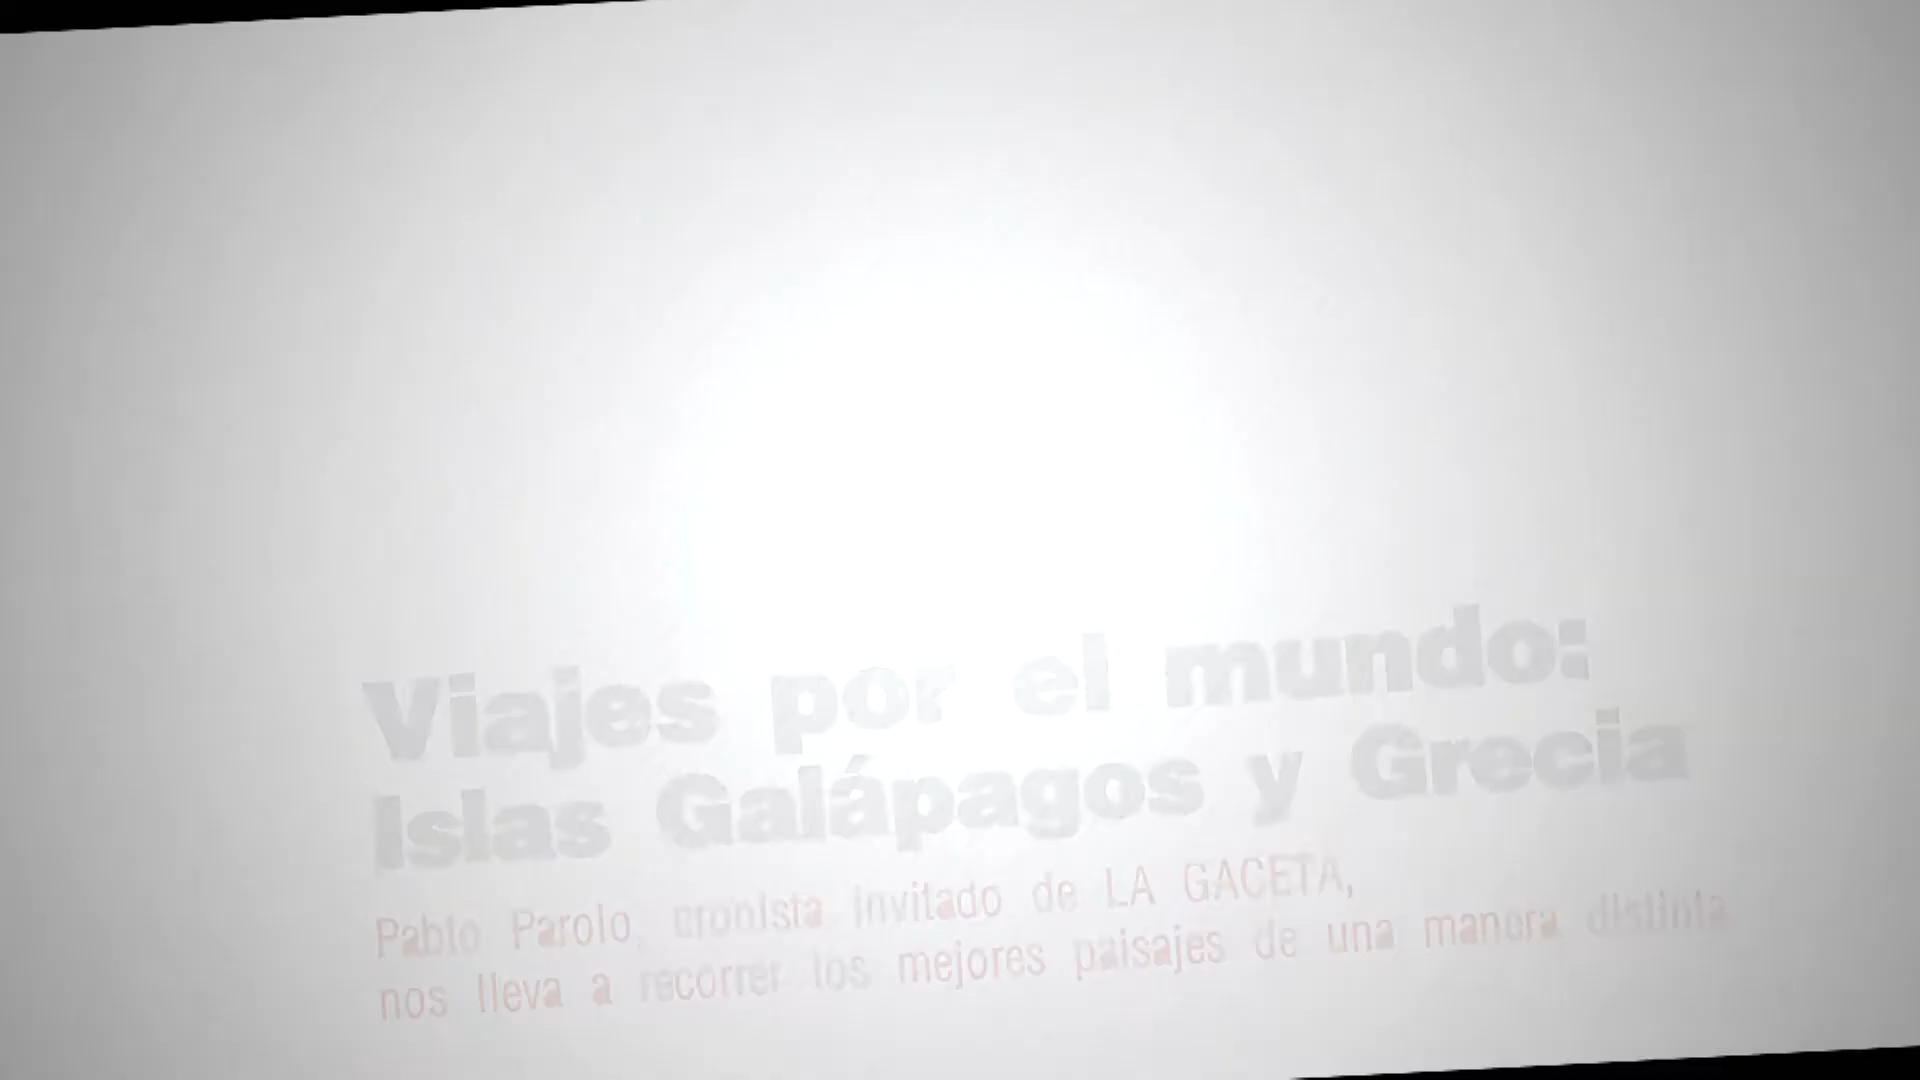 Viajes por el mundo:
Islas Galápagos y Grecia
Pablo Parolo, cronista invitado de LA GACETA,
nos lleva a recorrer los mejores paisajes de una manera distinta